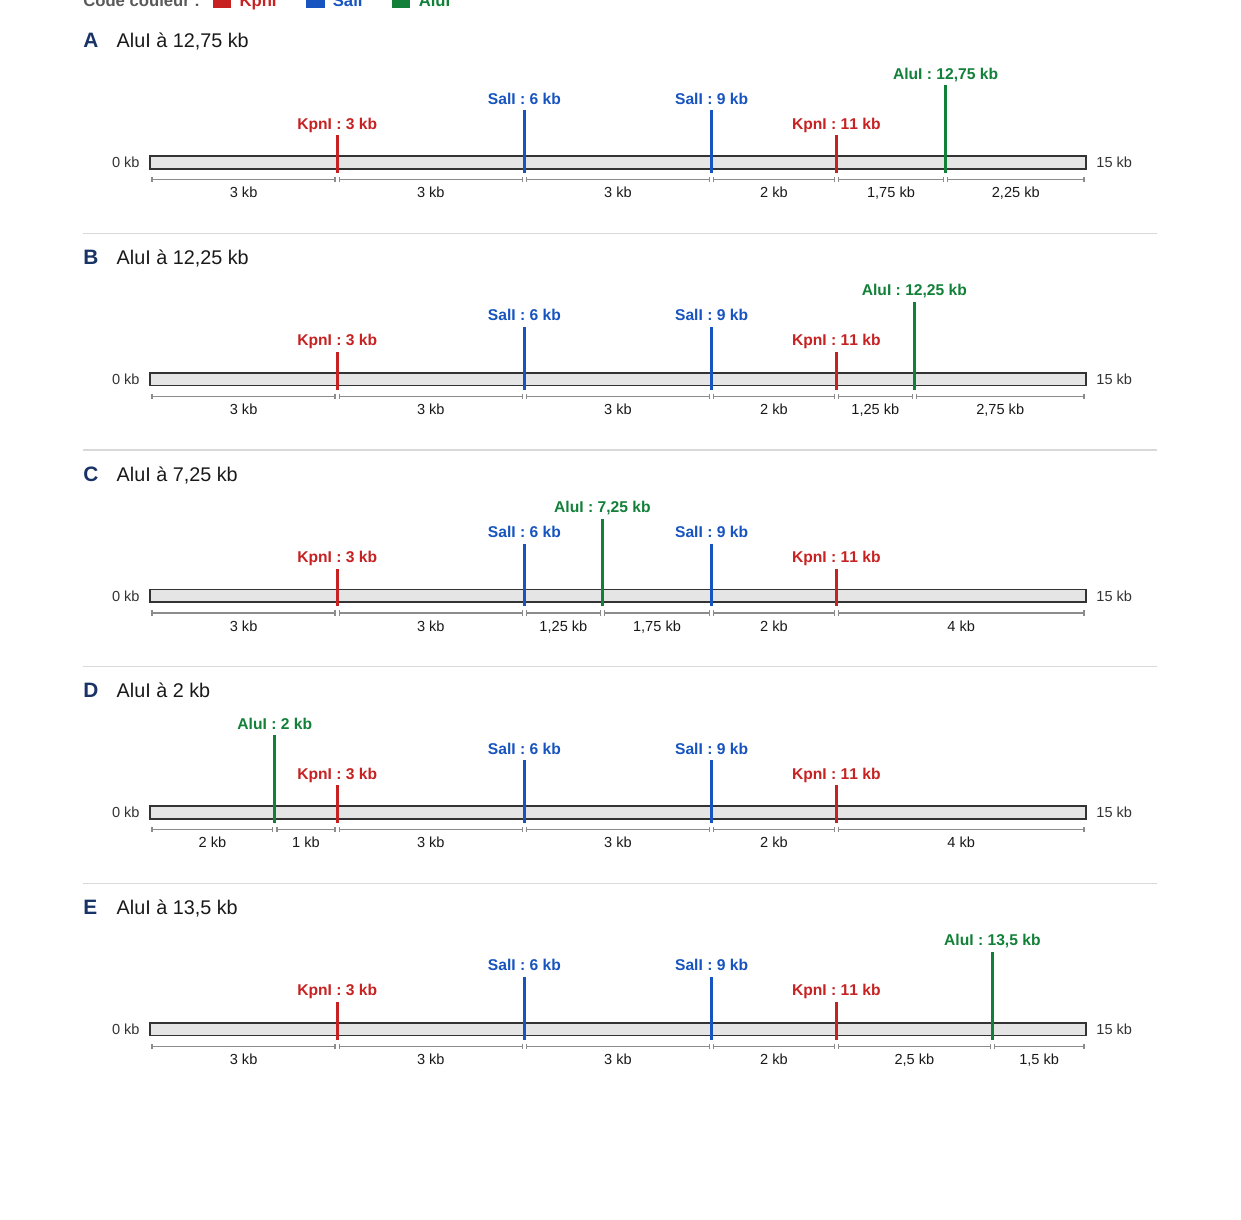 Code couleur : KpnI SalI AluI
A AluI à 12,75 kb
AluI : 12,75 kb
SalI : 6 kb SalI : 9 kb
KpnI : 3 kb KpnI : 11 kb
0 kb 15 kb
3 kb 3 kb 3 kb 2 kb 1,75 kb 2,25 kb
B AluI à 12,25 kb
AluI : 12,25 kb
SalI : 6 kb SalI : 9 kb
KpnI : 3 kb KpnI : 11 kb
0 kb 15 kb
3 kb 3 kb 3 kb 2 kb 1,25 kb 2,75 kb
C AluI à 7,25 kb
AluI : 7,25 kb
SalI : 6 kb SalI : 9 kb
KpnI : 3 kb KpnI : 11 kb
0 kb 15 kb
3 kb 3 kb 1,25 kb 1,75 kb 2 kb 4 kb
D AluI à 2 kb
AluI : 2 kb
SalI : 6 kb SalI : 9 kb
KpnI : 3 kb KpnI : 11 kb
0 kb 15 kb
2 kb 1 kb 3 kb 3 kb 2 kb 4 kb
E AluI à 13,5 kb
AluI : 13,5 kb
SalI : 6 kb SalI : 9 kb
KpnI : 3 kb KpnI : 11 kb
0 kb 15 kb
3 kb 3 kb 3 kb 2 kb 2,5 kb 1,5 kb